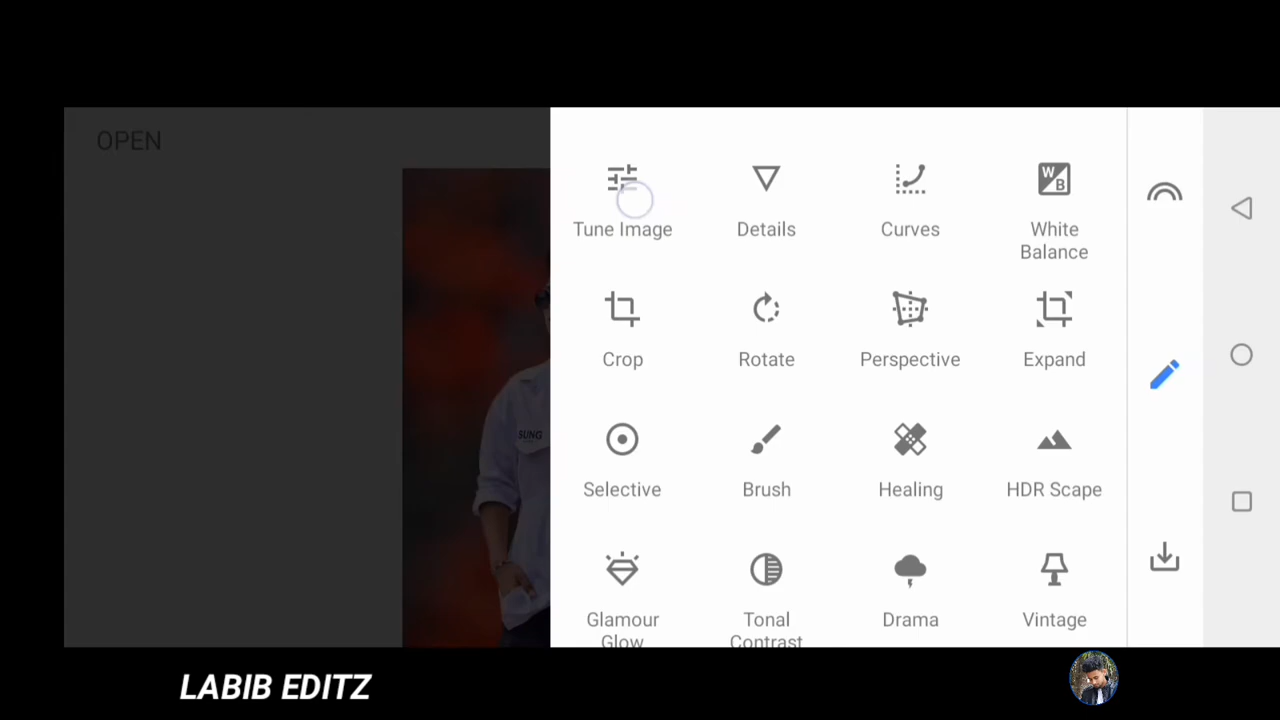 OPEN
Tune Image
Details
Curves
White
Balance
Crop
Rotate
Perspective
Expand
Selective
Brush
Healing
HDR Scape
Glamour
Glow
Tonal
Contrast
Drama
Vintage
W
B
SUNG
LABIB EDITZ